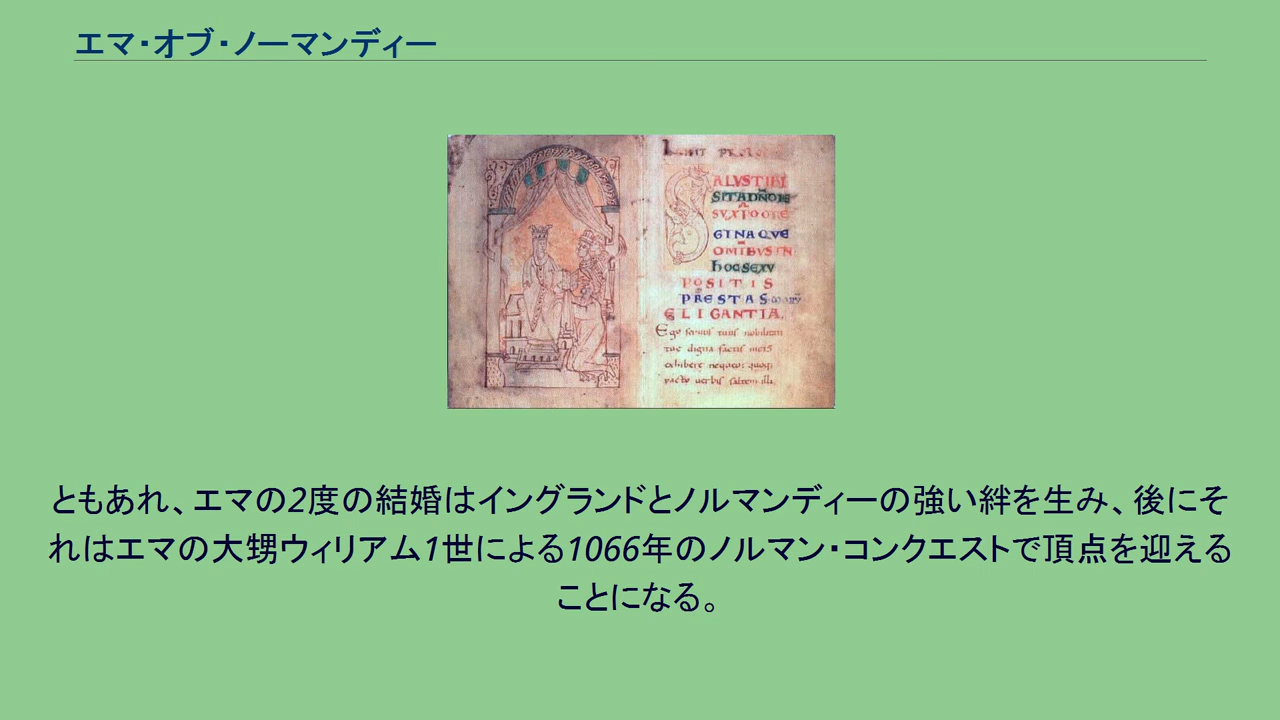 エマ・オブ・ノーマンディー
ALVSTIBI
GINAQVE
POSITIS
ELIGANTIA.
ともあれ、エマの2度の結婚はイングランドとノルマンディーの強い絆を生み、後にそ
れはエマの大甥ウィリアム1世による1066年のノルマン・コンクエストで頂点を迎える
ことになる。